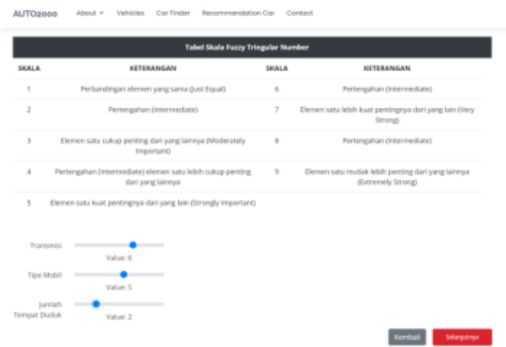 AUTO2000 About Vehicles Car Finder Recommendation Car Contact
Tabel Skala Fuzzy Tringular Number
SKALA KETERANGAN SKALA KETERANGAN
1 Perbandingan elemen yang sama (Just Equal) 6 Pertengahan (Intermediate)
2 Pertengahan (Intermediate) 7 Elemen satu lebih kuat pentingnya dari yang lain (Very
Strong)
3 Elemen satu cukup penting dari yang lainnya (Moderately
Important) 8 Pertengahan (Intermediate)
4 Pertengahan (Intermediate) elemen satu lebih cukup penting
dari yang lainnya 9 Elemen satu mutlak lebih penting dari yang lainnya
(Extremely Strong)
5 Elemen satu kuat pentingnya dari yang lain (Strongly Important)
Transmisi
Value: 6
Tipe Mobil
Value: 5
Jumlah
Tempat Duduk
Value: 2
Kembali Selanjutnya